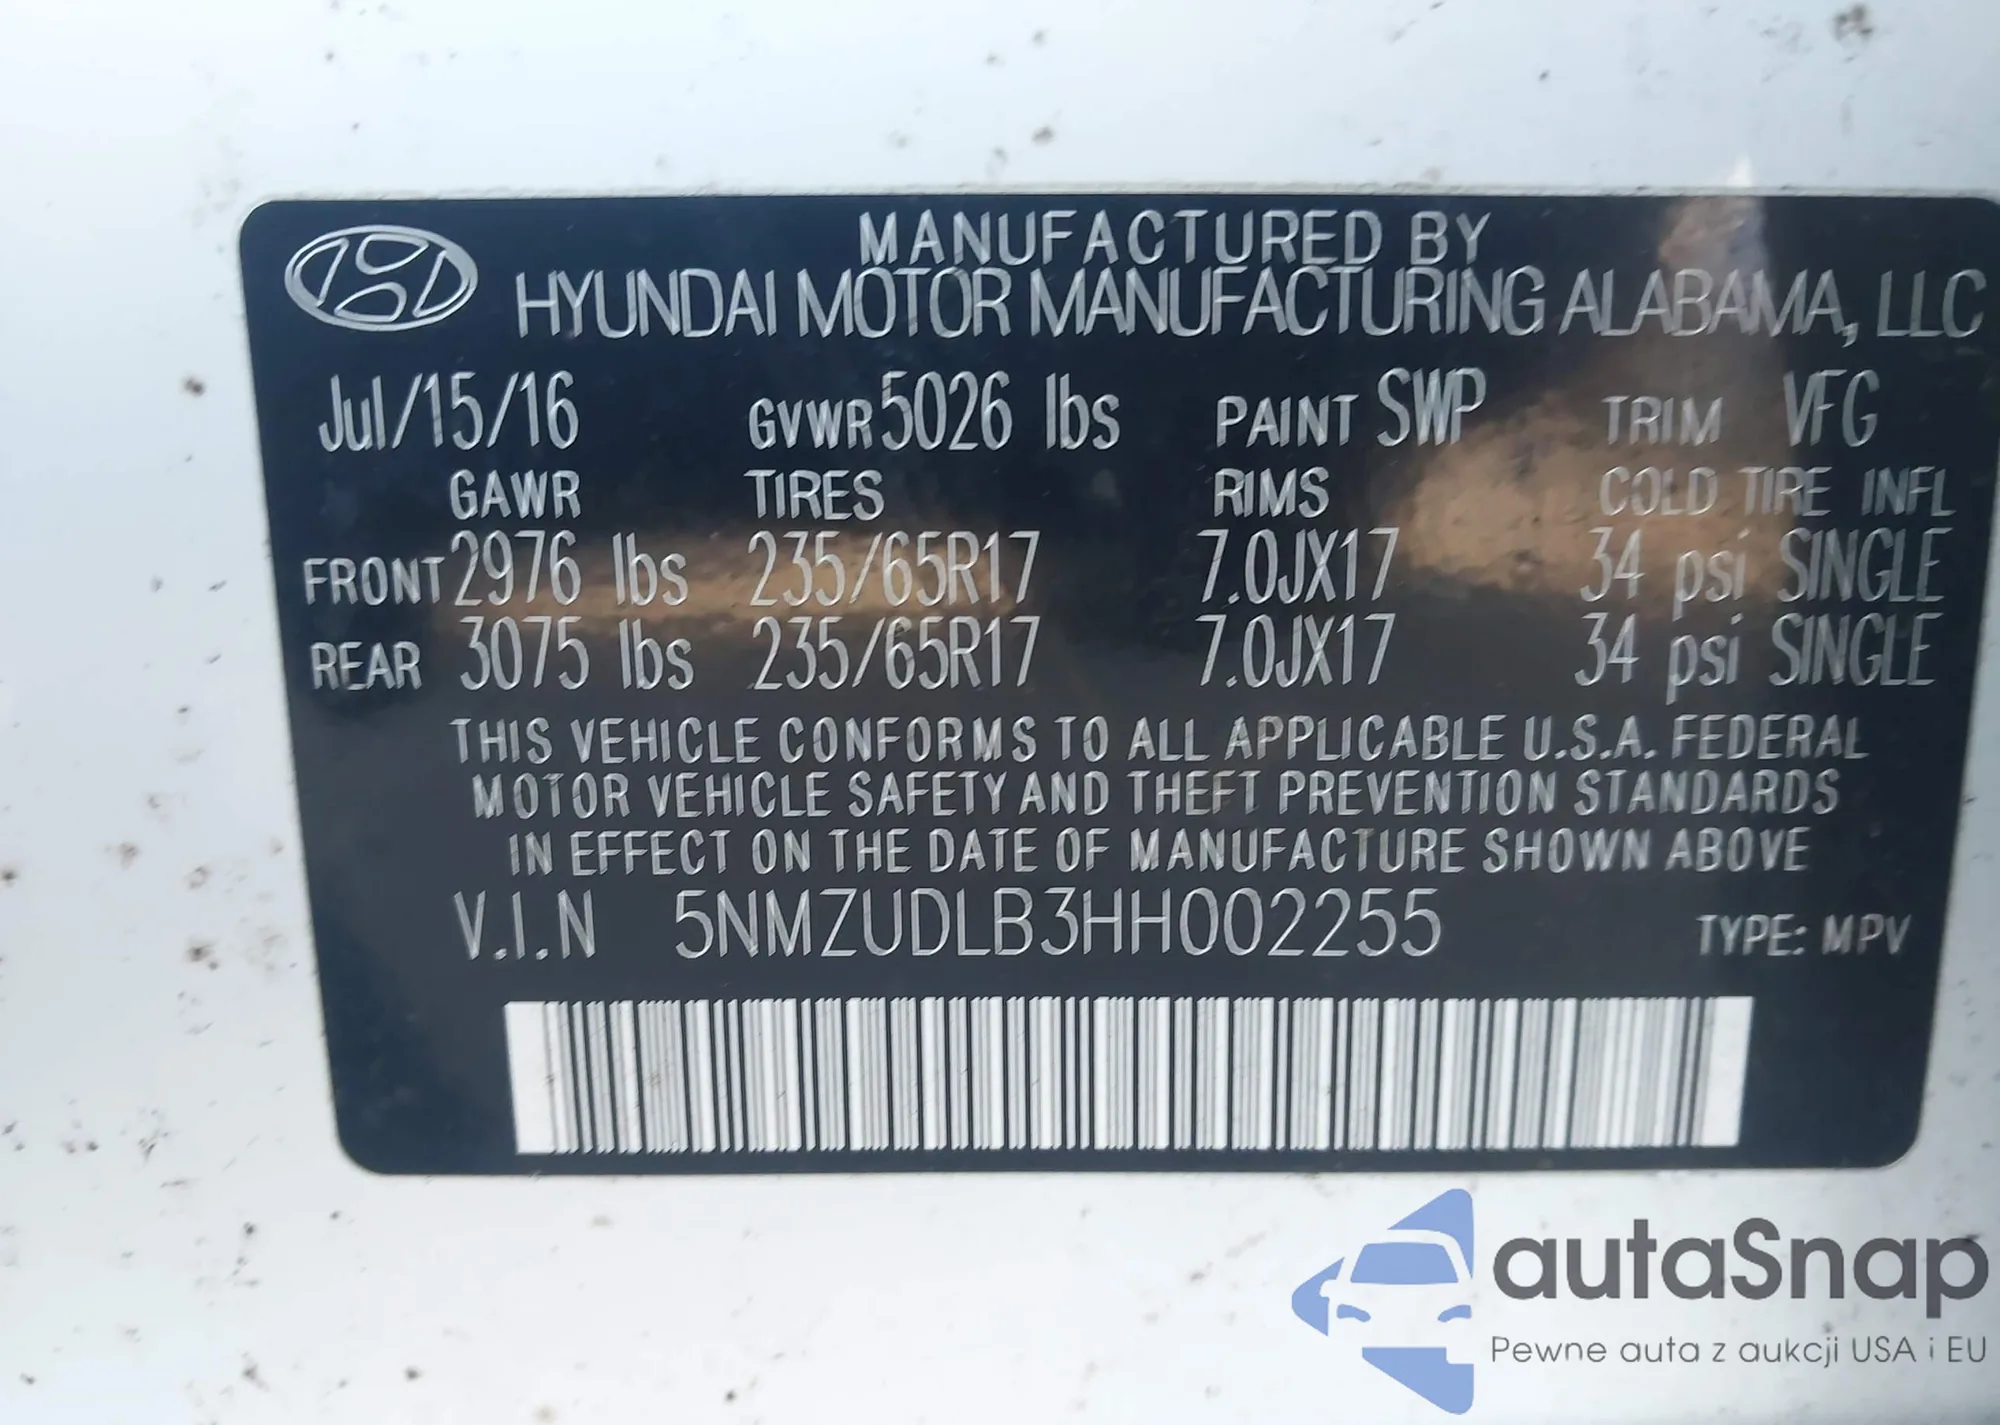 MANUFACTURED BY
HYUNDAI MOTOR MANUFACTURING ALABAMA, LLC
Jul/15/16 GVWR 5026 lbs PAINT SWP TRIM VFG
GAWR TIRES RIMS COLD TIRE INFL
FRONT 2976 lbs 235/65R17 7.0JX17 34 psi SINGLE
REAR 3075 lbs 235/65R17 7.0JX17 34 psi SINGLE
THIS VEHICLE CONFORMS TO ALL APPLICABLE U.S.A. FEDERAL
MOTOR VEHICLE SAFETY AND THEFT PREVENTION STANDARDS
IN EFFECT ON THE DATE OF MANUFACTURE SHOWN ABOVE
V.I.N 5NMZUDLB3HH002255 TYPE: MPV
autaSnap
Pewne auta z aukcji USA i EU